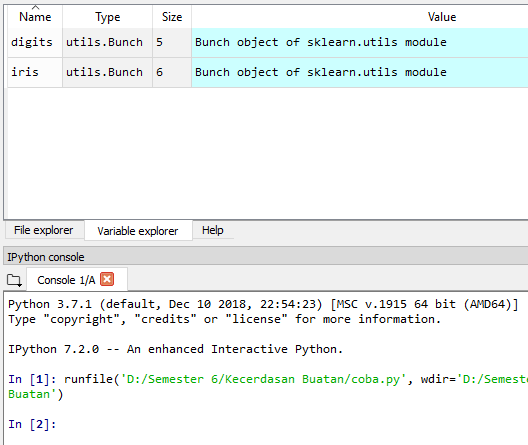 Name Type Size Value
digits utils.Bunch 5 Bunch object of sklearn.utils module
iris utils.Bunch 6 Bunch object of sklearn.utils module
File explorer Variable explorer Help
IPython console
Console 1/A
Python 3.7.1 (default, Dec 10 2018, 22:54:23) [MSC v.1915 64 bit (AMD64)]
Type "copyright", "credits" or "license" for more information.
IPython 7.2.0 -- An enhanced Interactive Python.
In [1]: runfile('D:/Semester 6/Kecerdasan Buatan/coba.py', wdir='D:/Semeste
Buatan')
In [2]: